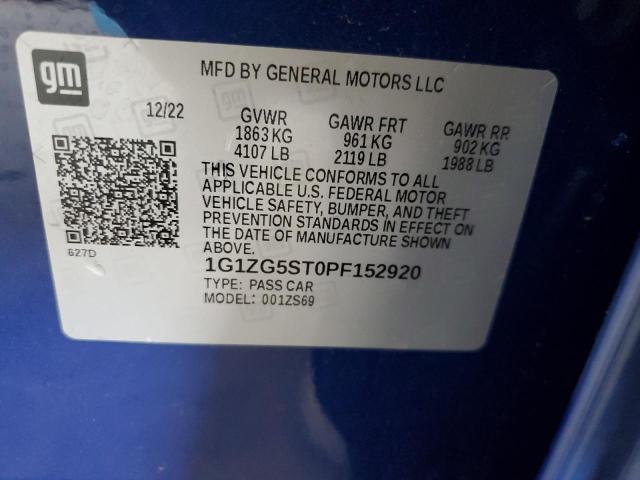 gm
MFD BY GENERAL MOTORS LLC
12/22
GVWR
1863 KG
4107 LB
GAWR FRT
961 KG
2119 LB
GAWR RR
902 KG
1988 LB
THIS VEHICLE CONFORMS TO ALL
APPLICABLE U.S. FEDERAL MOTOR
VEHICLE SAFETY, BUMPER, AND THEFT
PREVENTION STANDARDS IN EFFECT ON
THE DATE OF MANUFACTURE SHOWN
ABOVE.
627D
1G1ZG5ST0PF152920
TYPE: PASS CAR
MODEL: 001ZS69